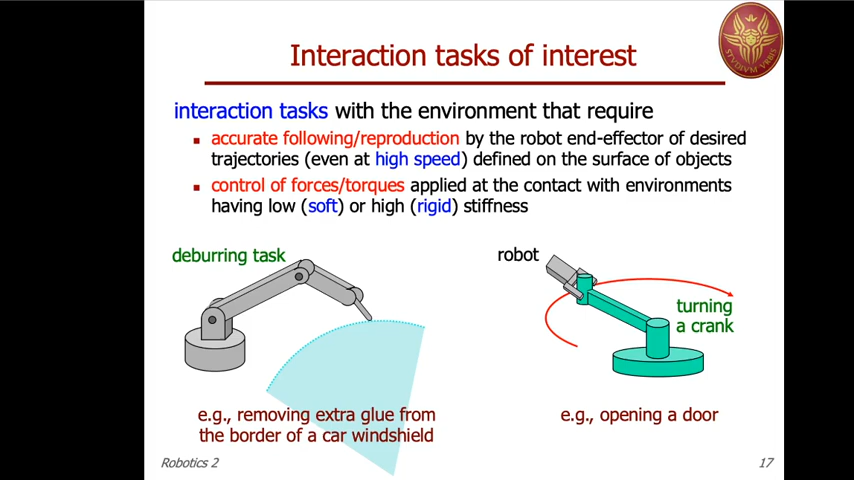 Interaction tasks of interest
STVDIVM VRBIS
interaction tasks with the environment that require
accurate following/reproduction by the robot end-effector of desired
trajectories (even at high speed) defined on the surface of objects
control of forces/torques applied at the contact with environments
having low (soft) or high (rigid) stiffness
deburring task
robot
turning
a crank
e.g., removing extra glue from
the border of a car windshield
e.g., opening a door
Robotics 2
17